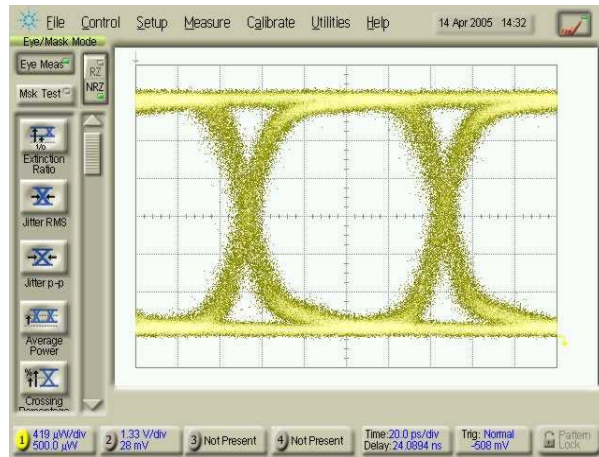 File Control Setup Measure Calibrate Utilities Help 14 Apr 2005 14:32
Eye/Mask Mode
Eye Meas
RZ
NRZ
Msk Test
1/0
Extinction
Ratio
Jitter RMS
Jitter p-p
Average
Power
%
Crossing
Percentage
1 419 µW/div
500.0 µW
2 1.33 V/div
28 mV
3 Not Present
4 Not Present
Time:20.0 ps/div
Delay:24.0894 ns
Trig: Normal
-508 mV
Pattern
Lock